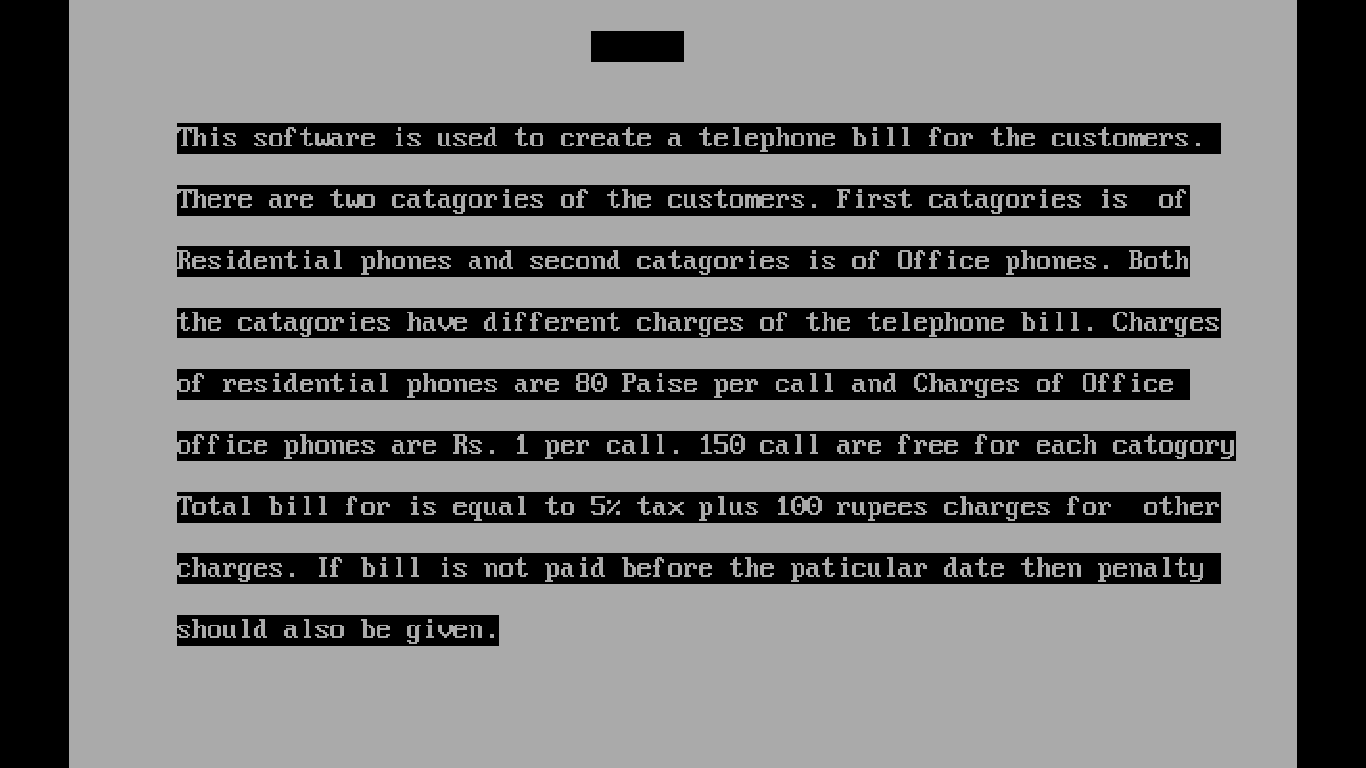 This software is used to create a telephone bill for the customers.
There are two catagories of the customers. First catagories is  of
Residential phones and second catagories is of Office phones. Both
the catagories have different charges of the telephone bill. Charges
of residential phones are 80 Paise per call and Charges of Office
office phones are Rs. 1 per call. 150 call are free for each catogory
Total bill for is equal to 5% tax plus 100 rupees charges for  other
charges. If bill is not paid before the paticular date then penalty
should also be given.